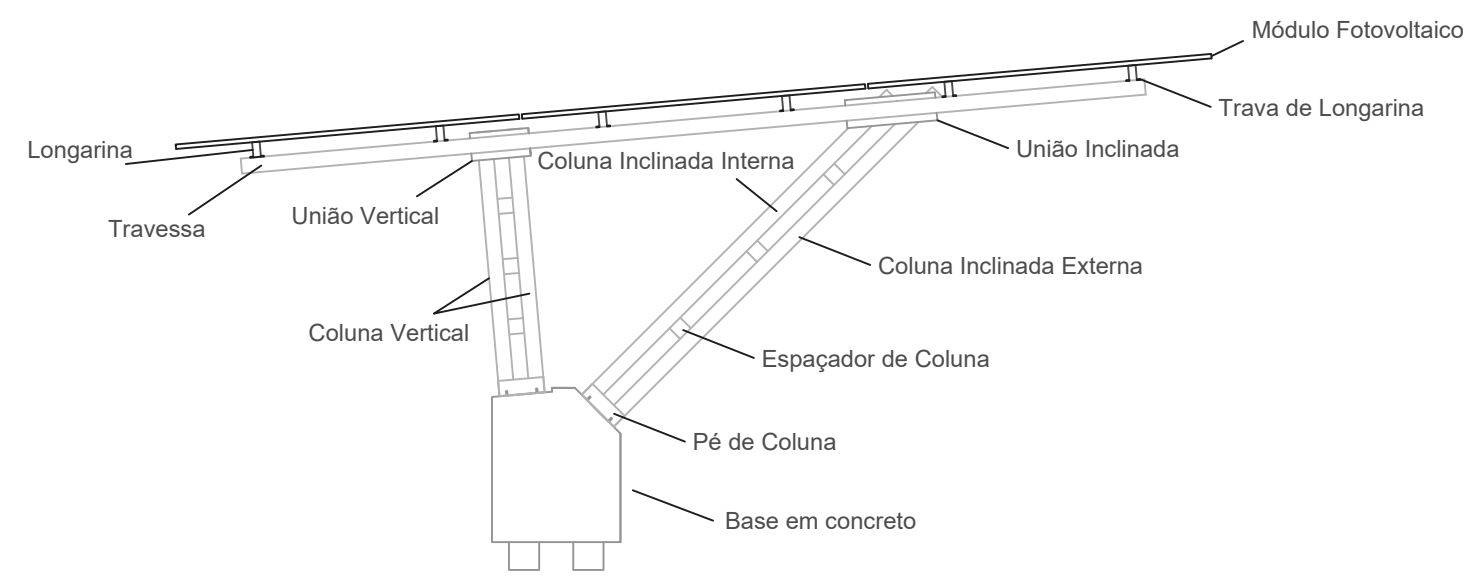 Módulo Fotovoltaico
Trava de Longarina
Longarina
União Inclinada
Coluna Inclinada Interna
União Vertical
Travessa
Coluna Inclinada Externa
Coluna Vertical
Espaçador de Coluna
Pé de Coluna
Base em concreto